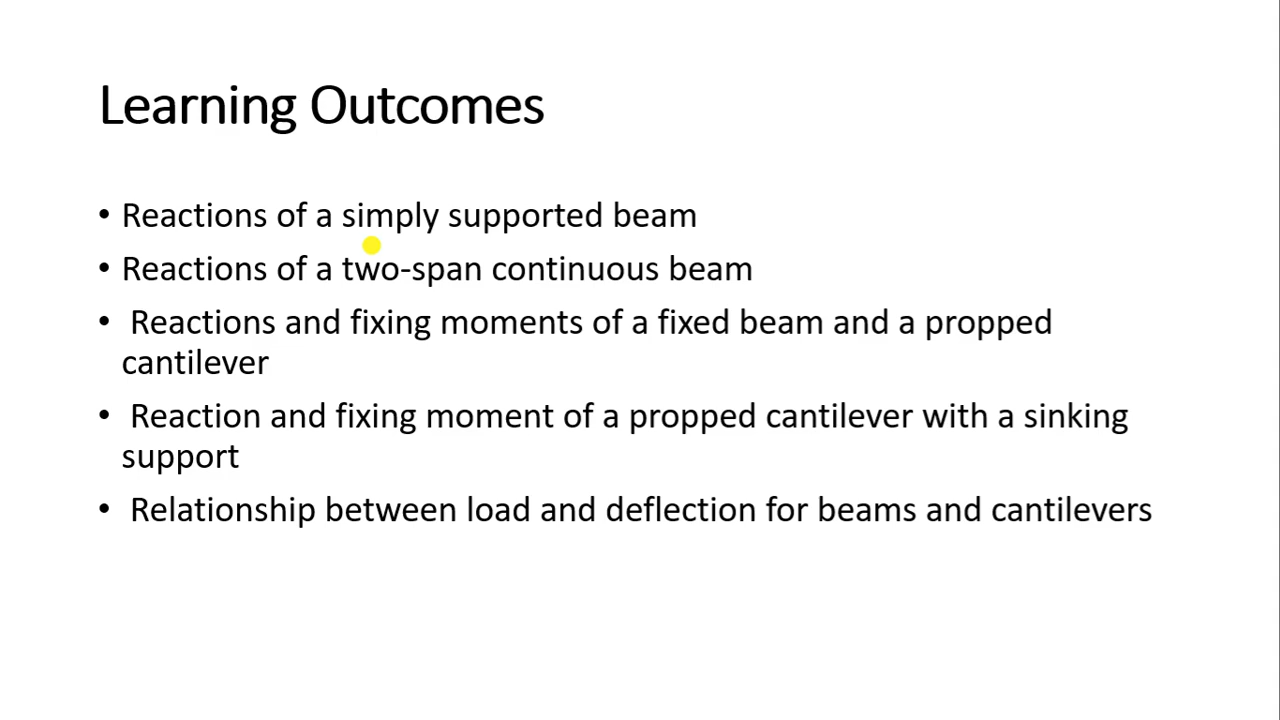 Learning Outcomes
• Reactions of a simply supported beam
• Reactions of a two-span continuous beam
• Reactions and fixing moments of a fixed beam and a propped
cantilever
• Reaction and fixing moment of a propped cantilever with a sinking
support
• Relationship between load and deflection for beams and cantilevers